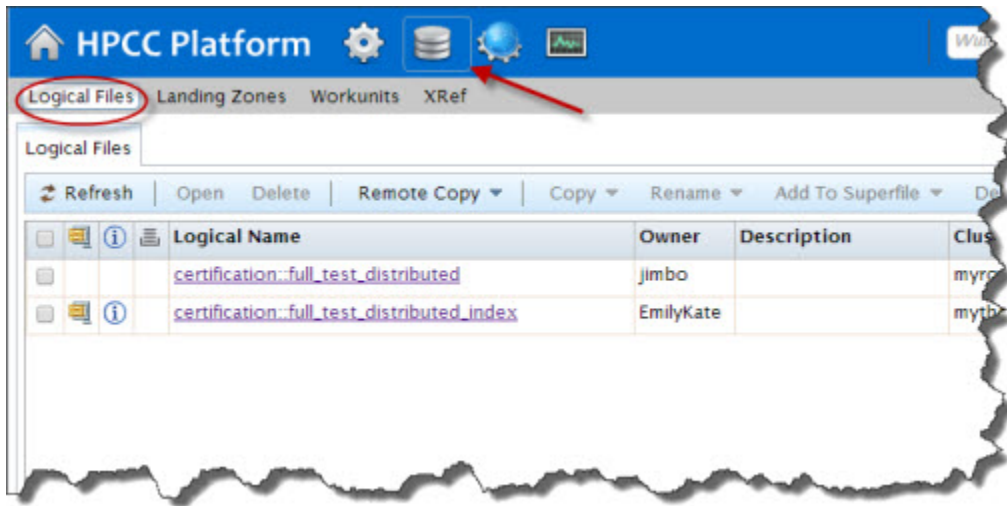 HPCC Platform
Logical Files Landing Zones Workunits XRef
Logical Files
Refresh Open Delete Remote Copy Copy Rename Add To Superfile
Logical Name Owner Description
certification::full_test_distributed jimbo
certification::full_test_distributed_index EmilyKate